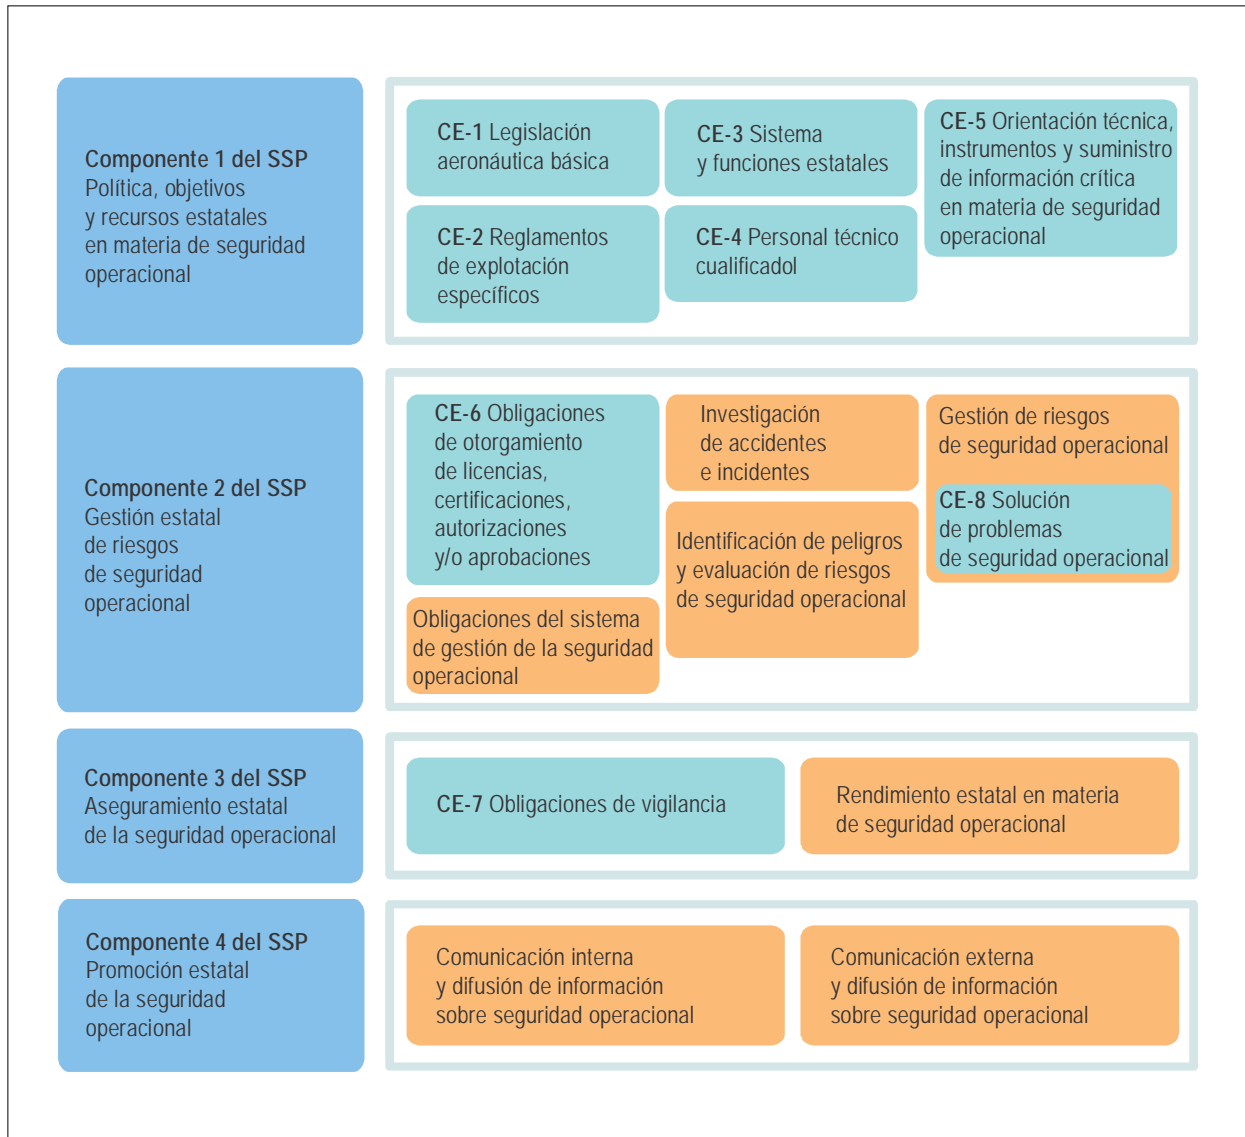 Componente 1 del SSP
Política, objetivos
y recursos estatales
en materia de seguridad
operacional
CE-1 Legislación
aeronáutica básica
CE-2 Reglamentos
de explotación
específicos
CE-3 Sistema
y funciones estatales
CE-4 Personal técnico
cualificadol
CE-5 Orientación técnica,
instrumentos y suministro
de información crítica
en materia de seguridad
operacional
Componente 2 del SSP
Gestión estatal
de riesgos
de seguridad
operacional
CE-6 Obligaciones
de otorgamiento
de licencias,
certificaciones,
autorizaciones
y/o aprobaciones
Obligaciones del sistema
de gestión de la seguridad
operacional
Investigación
de accidentes
e incidentes
Identificación de peligros
y evaluación de riesgos
de seguridad operacional
Gestión de riesgos
de seguridad operacional
CE-8 Solución
de problemas
de seguridad operacional
Componente 3 del SSP
Aseguramiento estatal
de la seguridad operacional
CE-7 Obligaciones de vigilancia
Rendimiento estatal en materia
de seguridad operacional
Componente 4 del SSP
Promoción estatal
de la seguridad
operacional
Comunicación interna
y difusión de información
sobre seguridad operacional
Comunicación externa
y difusión de información
sobre seguridad operacional